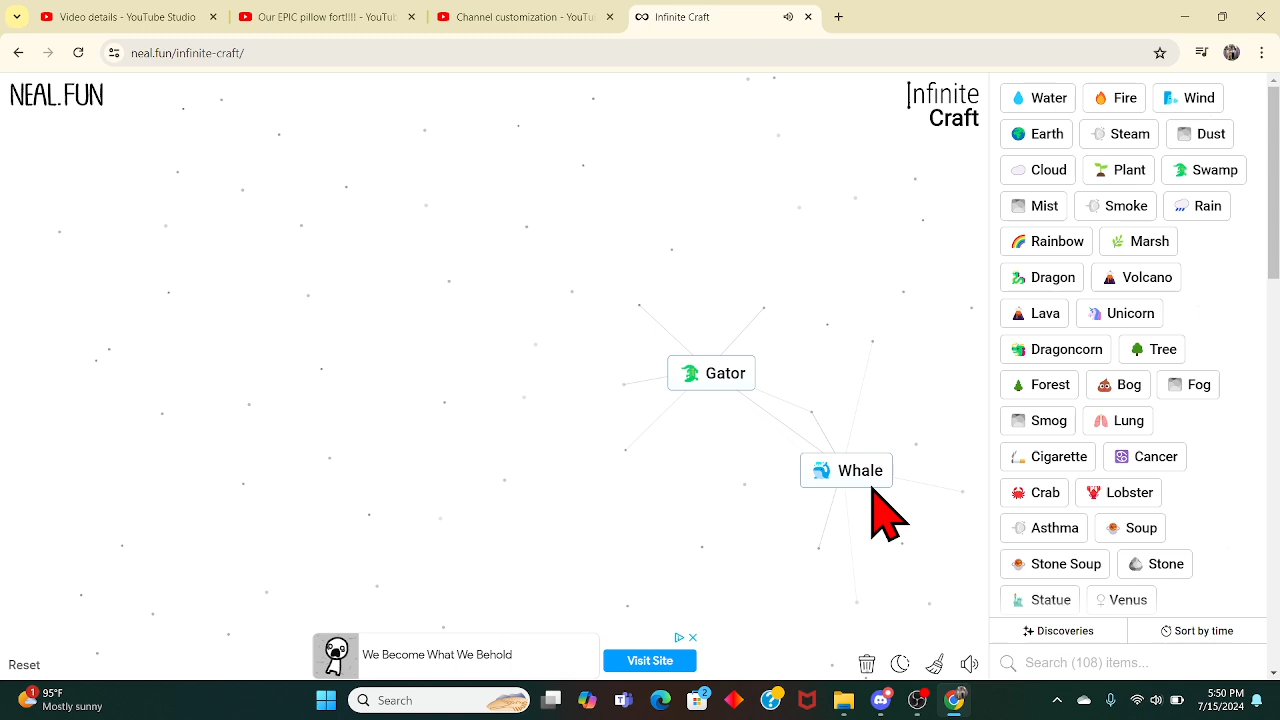 Video details - YouTube Studio
Our EPIC pillow fort!!!! - YouTu
Channel customization - YouTu
Infinite Craft
neal.fun/infinite-craft/
NEAL.FUN
Infinite
Craft
Water
Fire
Wind
Earth
Steam
Dust
Cloud
Plant
Swamp
Mist
Smoke
Rain
Rainbow
Marsh
Dragon
Volcano
Lava
Unicorn
Dragoncorn
Tree
Forest
Bog
Fog
Smog
Lung
Cigarette
Cancer
Crab
Lobster
Asthma
Soup
Stone Soup
Stone
Statue
Venus
Gator
Whale
Discoveries
Sort by time
Search (108) items...
We Become What We Behold
Visit Site
Reset
1
95°F
Mostly sunny
Search
2
5:50 PM
7/15/2024